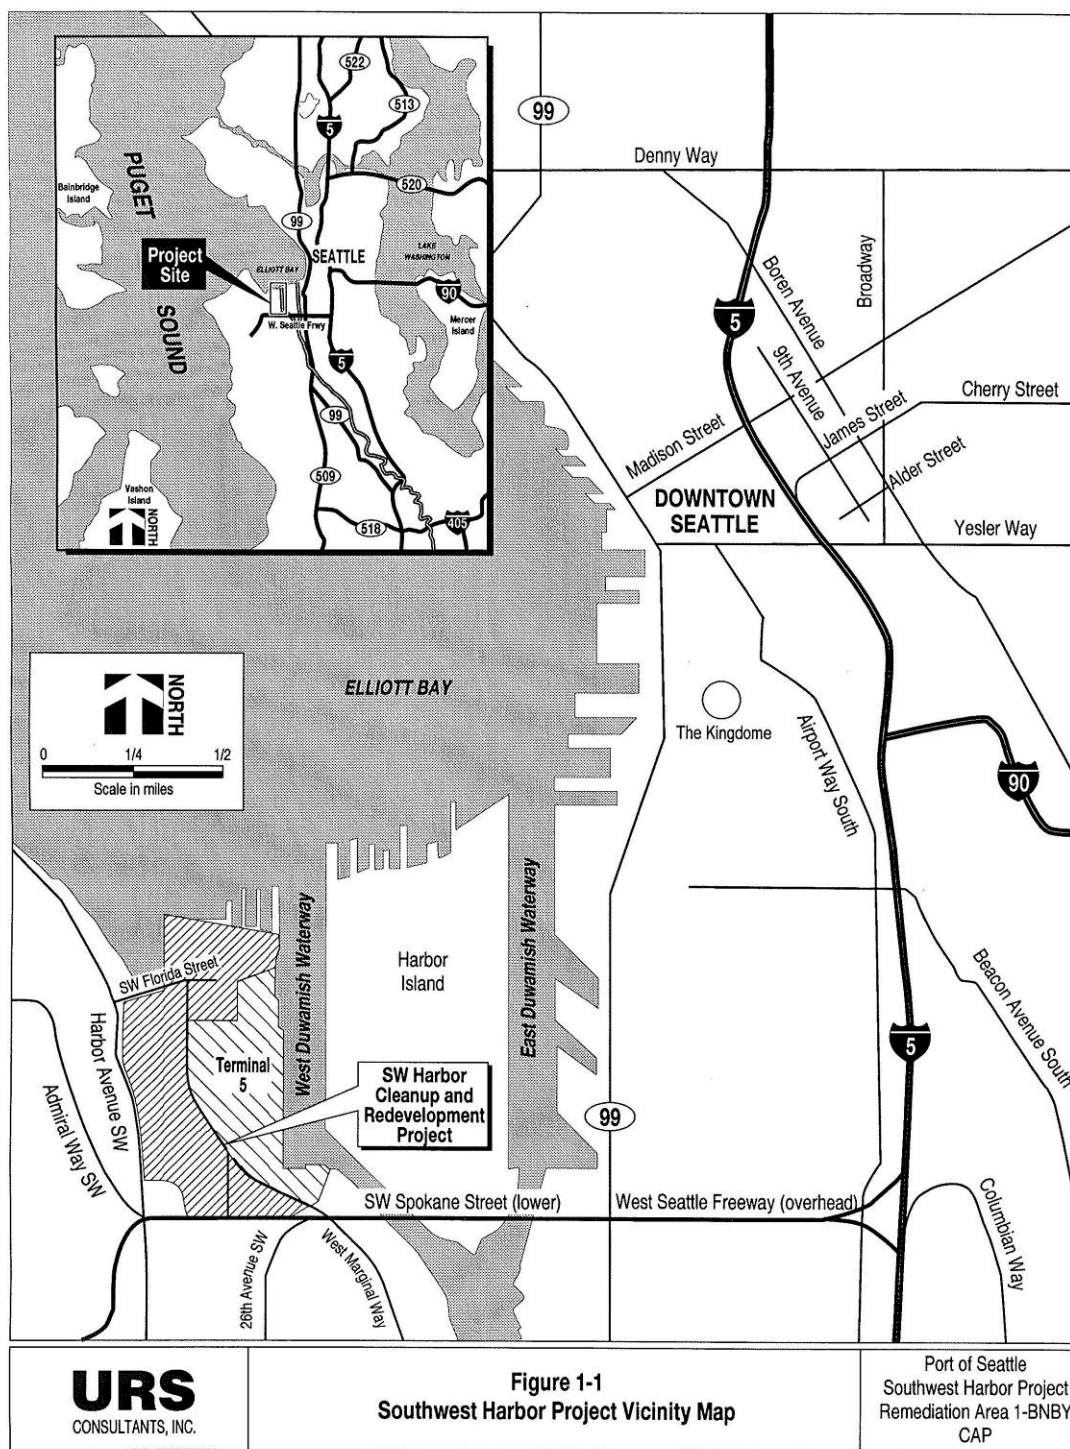 522
513
5
PUGET
Bainbridge
Island
520
99
SEATTLE
LAKE
WASHINGTON
Project
Site
ELLIOTT BAY
90
SOUND
W. Seattle Frwy
Mercer
Island
5
99
509
Vashon
Island
NORTH
518
405
99
Denny Way
Boren Avenue
Broadway
5
9th Avenue
Madison Street
James Street
Cherry Street
Alder Street
DOWNTOWN
SEATTLE
Yesler Way
NORTH
0 1/4 1/2
Scale in miles
ELLIOTT BAY
The Kingdome
Airport Way South
90
West Duwamish Waterway
East Duwamish Waterway
Harbor
Island
SW Florida Street
Harbor Avenue SW
Admiral Way SW
Terminal
5
SW Harbor
Cleanup and
Redevelopment
Project
99
5
Beacon Avenue South
SW Spokane Street (lower)
West Seattle Freeway (overhead)
Columbian Way
26th Avenue SW
West Marginal Way
URS
CONSULTANTS, INC.
Figure 1-1
Southwest Harbor Project Vicinity Map
Port of Seattle
Southwest Harbor Project
Remediation Area 1-BNBY
CAP